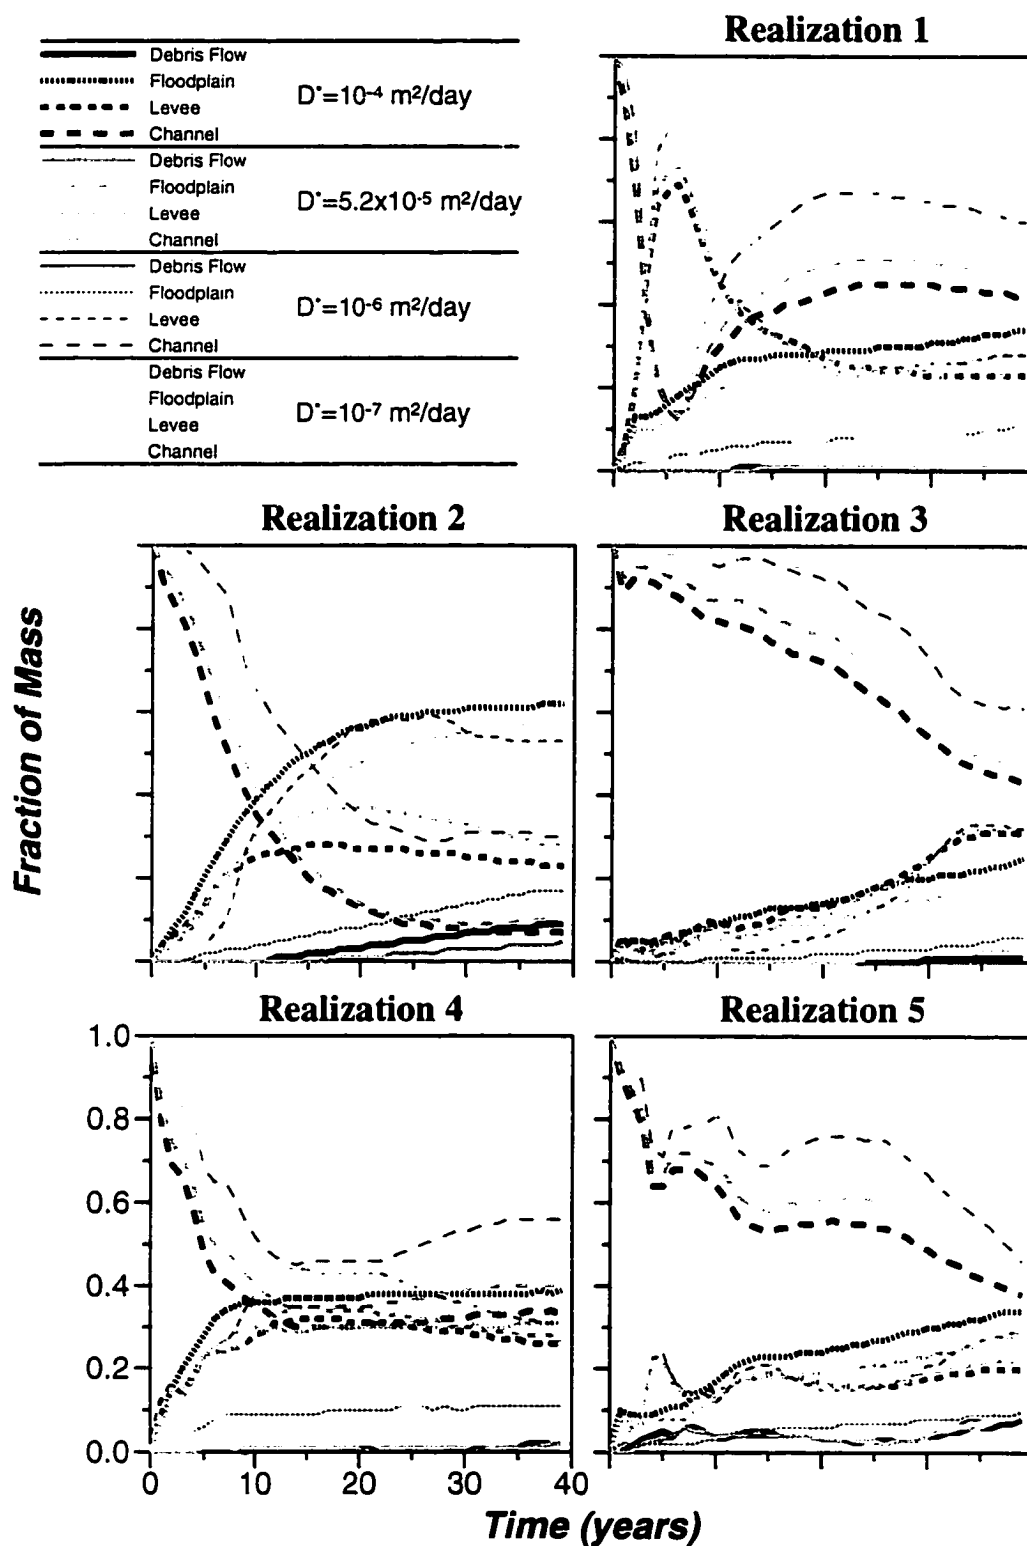 Realization 1
Debris Flow
Floodplain
Levee
Channel
D*=10-4 m²/day
Debris Flow
Floodplain
Levee
Channel
D*=5.2x10-5 m²/day
Debris Flow
Floodplain
Levee
Channel
D*=10-6 m²/day
Debris Flow
Floodplain
Levee
Channel
D*=10-7 m²/day
Realization 2
Realization 3
Fraction of Mass
Realization 4
Realization 5
1.0
0.8
0.6
0.4
0.2
0.0
0 10 20 30 40
Time (years)